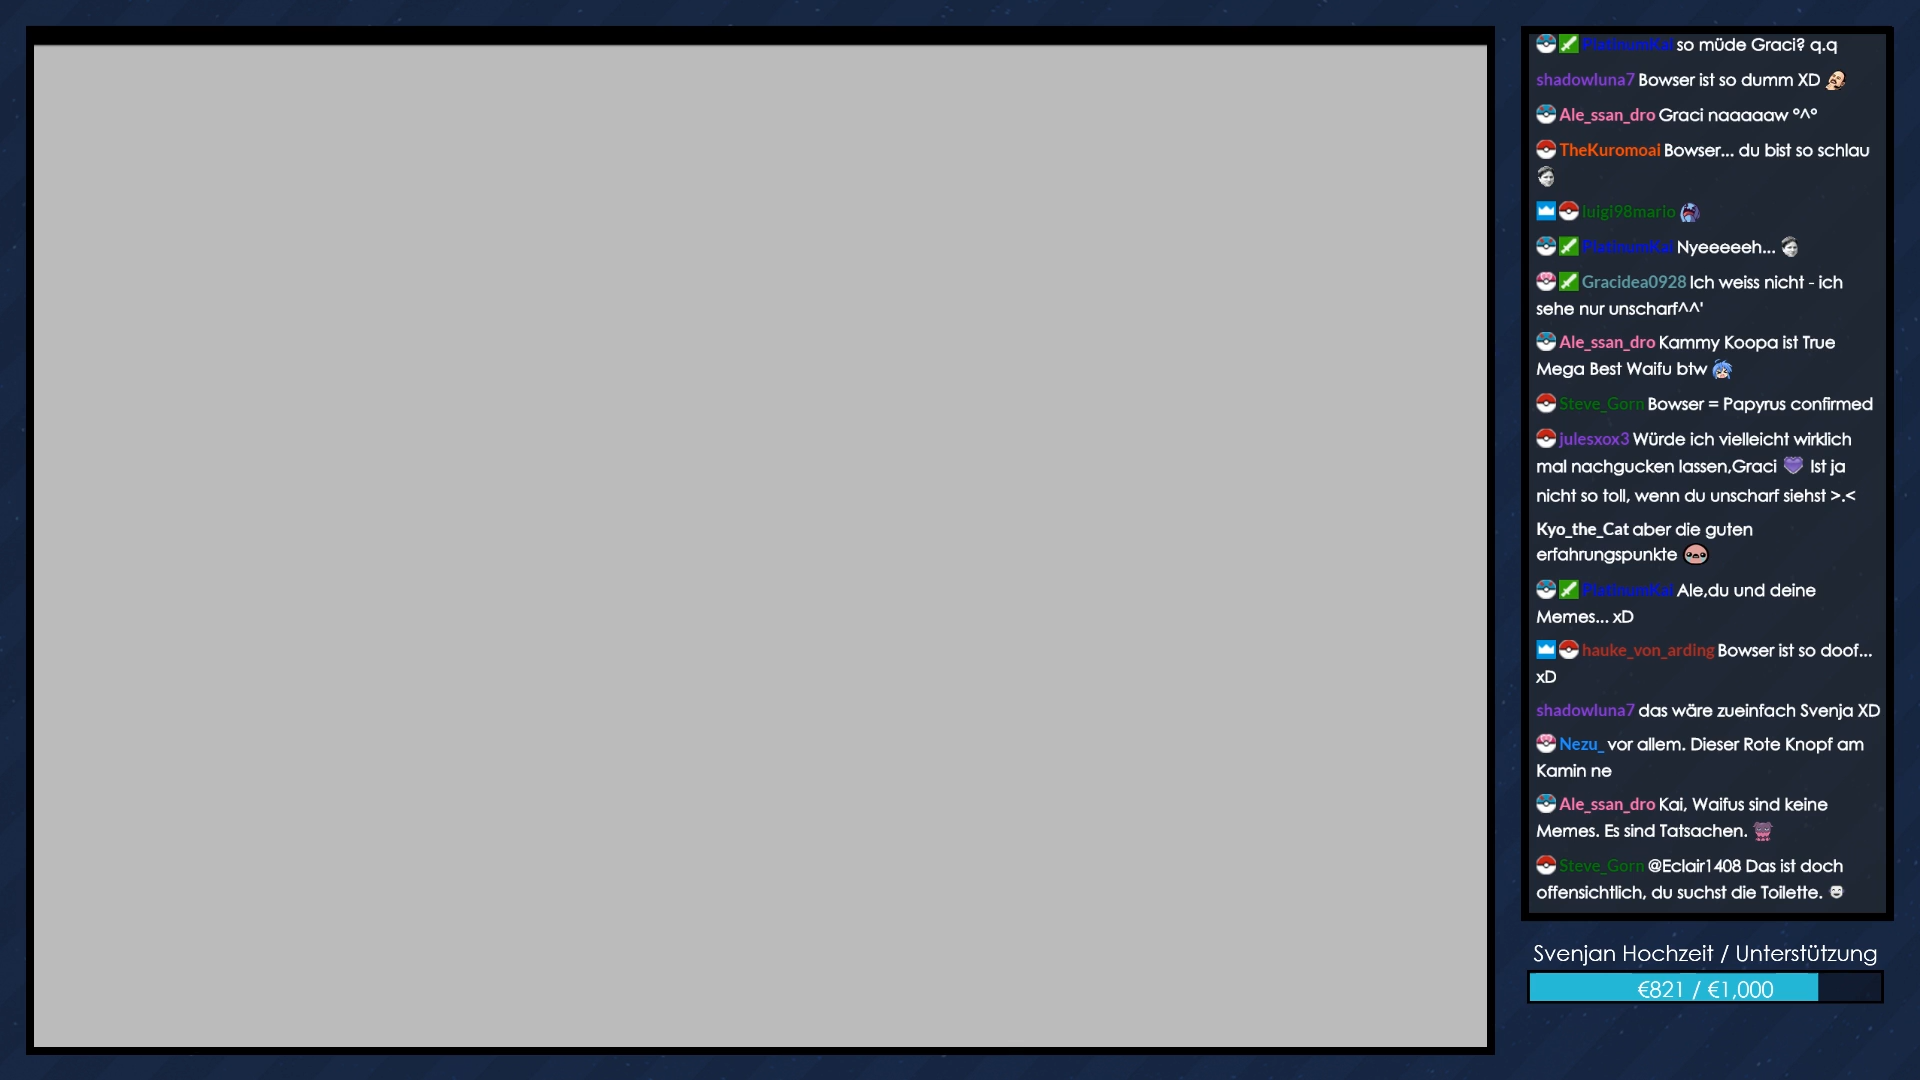 PlatinumKai so müde Graci? q.q
shadowluna7 Bowser ist so dumm XD
Ale_ssan_dro Graci naaaaaw °^°
TheKuromoai Bowser... du bist so schlau
luigi98mario
PlatinumKai Nyeeeeeh...
Gracidea0928 Ich weiss nicht - ich
sehe nur unscharf^^'
Ale_ssan_dro Kammy Koopa ist True
Mega Best Waifu btw
Steve_Gorn Bowser = Papyrus confirmed
julesxox3 Würde ich vielleicht wirklich
mal nachgucken lassen,Graci Ist ja
nicht so toll, wenn du unscharf siehst >.<
Kyo_the_Cat aber die guten
erfahrungspunkte
PlatinumKai Ale,du und deine
Memes... xD
hauke_von_arding Bowser ist so doof...
xD
shadowluna7 das wäre zueinfach Svenja XD
Nezu_ vor allem. Dieser Rote Knopf am
Kamin ne
Ale_ssan_dro Kai, Waifus sind keine
Memes. Es sind Tatsachen.
Steve_Gorn @Eclair1408 Das ist doch
offensichtlich, du suchst die Toilette.
Svenjan Hochzeit / Unterstützung
€821 / €1,000